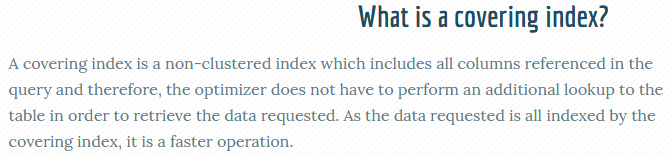 What is a covering index?
A covering index is a non-clustered index which includes all columns referenced in the
query and therefore, the optimizer does not have to perform an additional lookup to the
table in order to retrieve the data requested. As the data requested is all indexed by the
covering index, it is a faster operation.